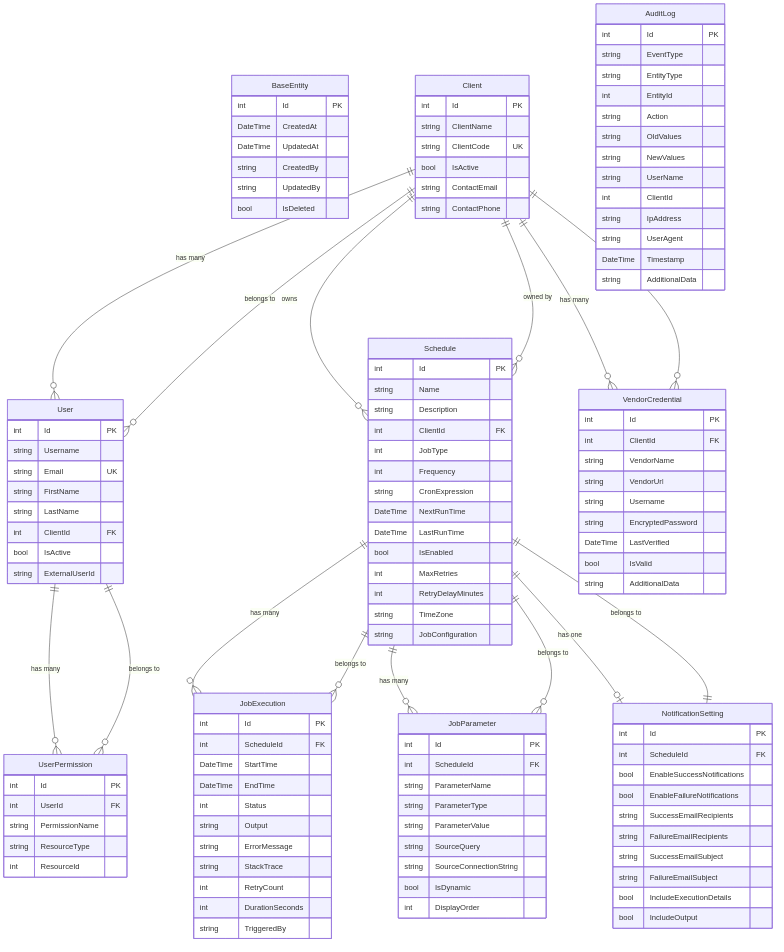 AuditLog
int Id PK
string EventType
string EntityType
int EntityId
string Action
string OldValues
string NewValues
string UserName
int ClientId
string IpAddress
string UserAgent
DateTime Timestamp
string AdditionalData
BaseEntity
int Id PK
DateTime CreatedAt
DateTime UpdatedAt
string CreatedBy
string UpdatedBy
bool IsDeleted
Client
int Id PK
string ClientName
string ClientCode UK
bool IsActive
string ContactEmail
string ContactPhone
has many
belongs to
owns
owned by
has many
Schedule
int Id PK
string Name
string Description
int ClientId FK
int JobType
int Frequency
string CronExpression
DateTime NextRunTime
DateTime LastRunTime
bool IsEnabled
int MaxRetries
int RetryDelayMinutes
string TimeZone
string JobConfiguration
User
int Id PK
string Username
string Email UK
string FirstName
string LastName
int ClientId FK
bool IsActive
string ExternalUserId
VendorCredential
int Id PK
int ClientId FK
string VendorName
string VendorUrl
string Username
string EncryptedPassword
DateTime LastVerified
bool IsValid
string AdditionalData
has many
belongs to
has many
belongs to
has many
belongs to
has one
belongs to
UserPermission
int Id PK
int UserId FK
string PermissionName
string ResourceType
int ResourceId
JobExecution
int Id PK
int ScheduleId FK
DateTime StartTime
DateTime EndTime
int Status
string Output
string ErrorMessage
string StackTrace
int RetryCount
int DurationSeconds
string TriggeredBy
JobParameter
int Id PK
int ScheduleId FK
string ParameterName
string ParameterType
string ParameterValue
string SourceQuery
string SourceConnectionString
bool IsDynamic
int DisplayOrder
NotificationSetting
int Id PK
int ScheduleId FK
bool EnableSuccessNotifications
bool EnableFailureNotifications
string SuccessEmailRecipients
string FailureEmailRecipients
string SuccessEmailSubject
string FailureEmailSubject
bool IncludeExecutionDetails
bool IncludeOutput